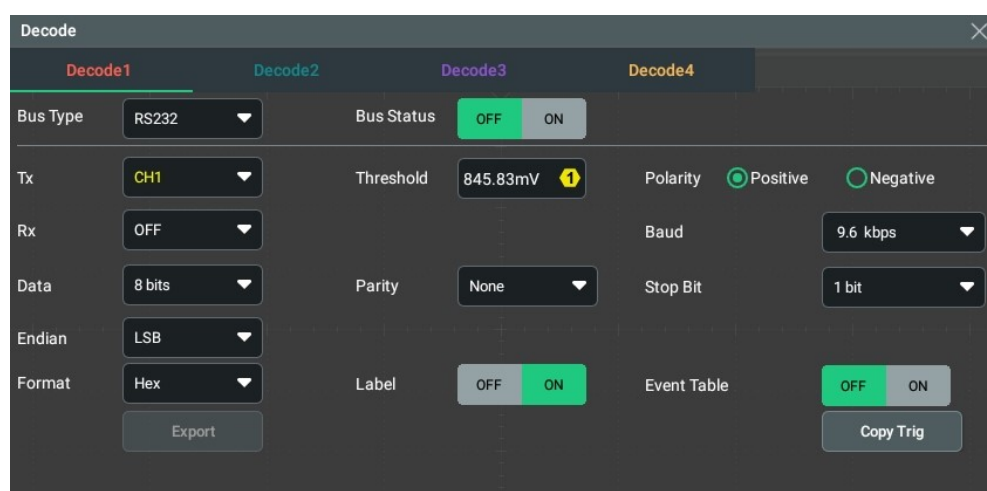 Decode
Decode1 Decode2 Decode3 Decode4
Bus Type RS232 Bus Status OFF ON
Tx CH1 Threshold 845.83mV 1 Polarity Positive Negative
Rx OFF Baud 9.6 kbps
Data 8 bits Parity None Stop Bit 1 bit
Endian LSB
Format Hex Label OFF ON Event Table OFF ON
Export Copy Trig